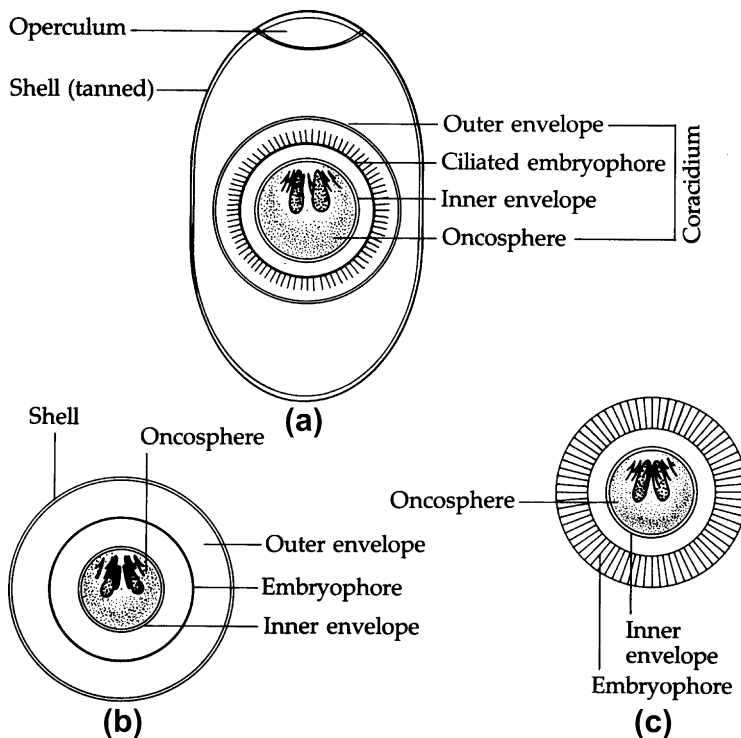 Operculum
Shell (tanned)
Outer envelope
Ciliated embryophore
Inner envelope
Oncosphere
Coracidium
(a)
Shell
Oncosphere
Outer envelope
Embryophore
Inner envelope
(b)
Oncosphere
Inner
envelope
Embryophore
(c)